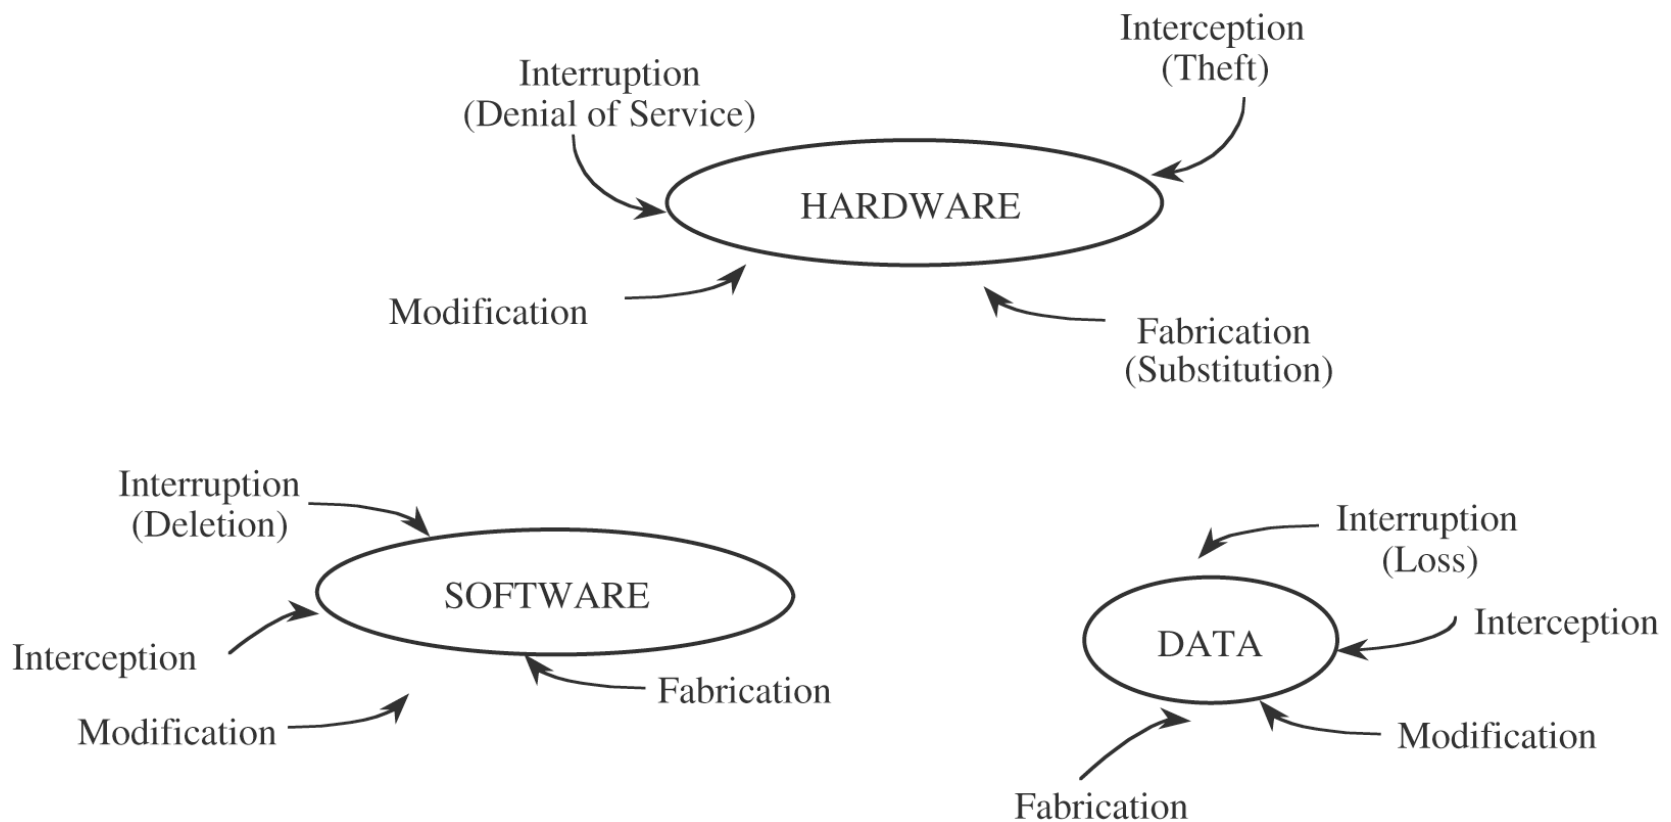 Interception
(Theft)
Interruption
(Denial of Service)
HARDWARE
Modification
Fabrication
(Substitution)
Interruption
(Deletion)
SOFTWARE
Interception
Fabrication
Modification
Interruption
(Loss)
Interception
DATA
Modification
Fabrication